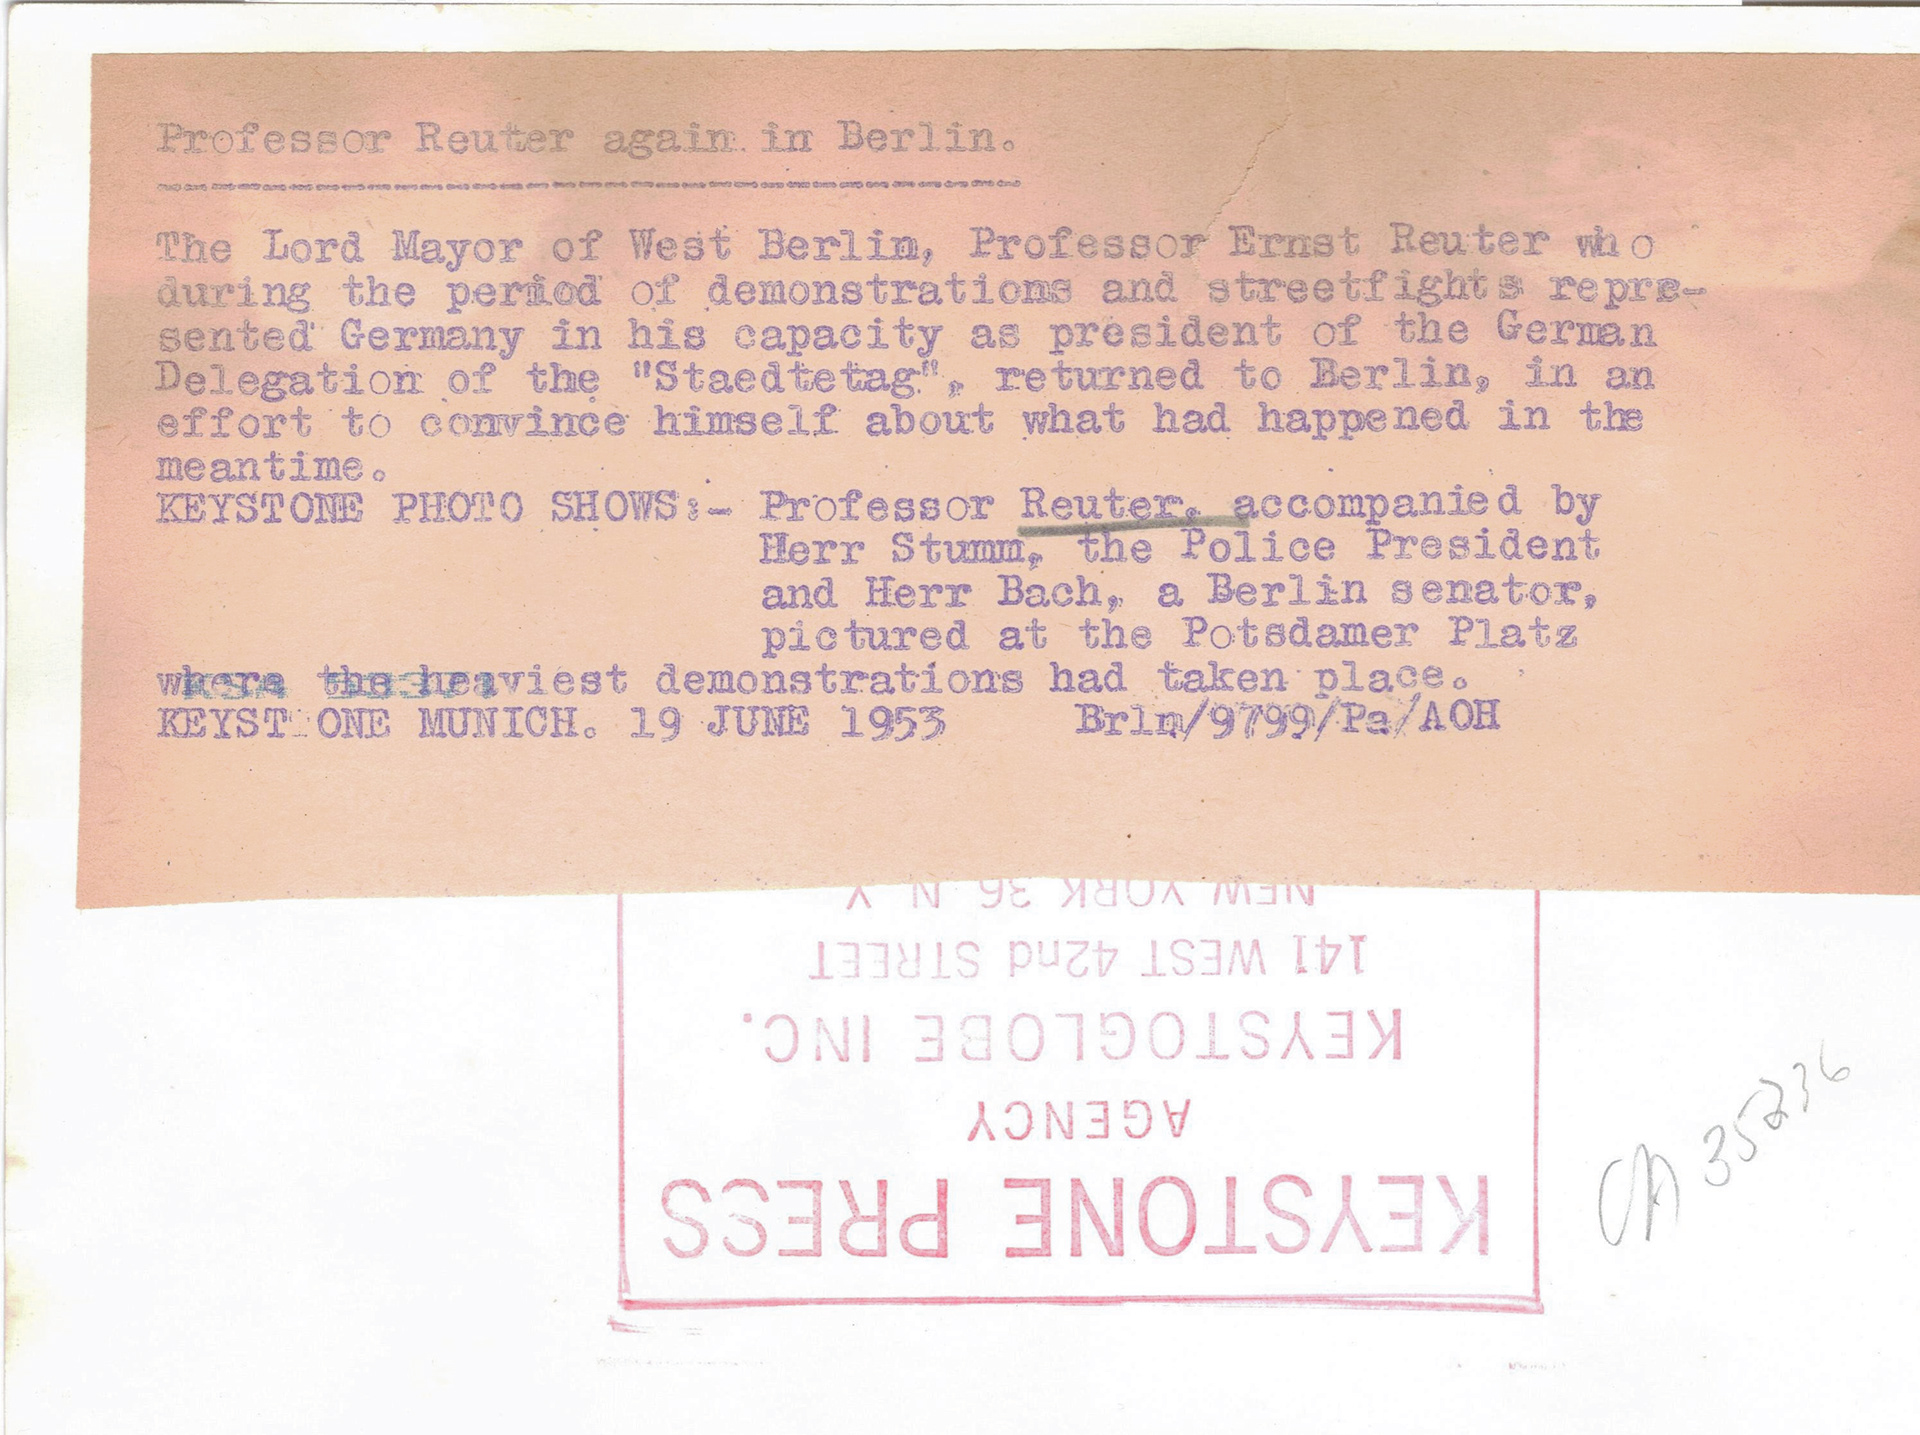 Professor Reuter again in Berlin.
The Lord Mayor of West Berlin, Professor Ernst Reuter who
during the period of demonstrations and streetfights repre-
sented Germany in his capacity as president of the German
Delegation of the "Staedtetag", returned to Berlin, in an
effort to convince himself about what had happened in the
meantime.
KEYSTONE PHOTO SHOWS:- Professor Reuter, accompanied by
Herr Stumm, the Police President
and Herr Bach, a Berlin senator,
pictured at the Potsdamer Platz
where the heaviest demonstrations had taken place.
KEYST ONE MUNICH. 19 JUNE 1953 Brln/9799/Pa/AOH
KEYSTONE PRESS
AGENCY
KEYSTOGLOBE INC.
141 WEST 42nd STREET
NEW YORK 36 N. Y
35236